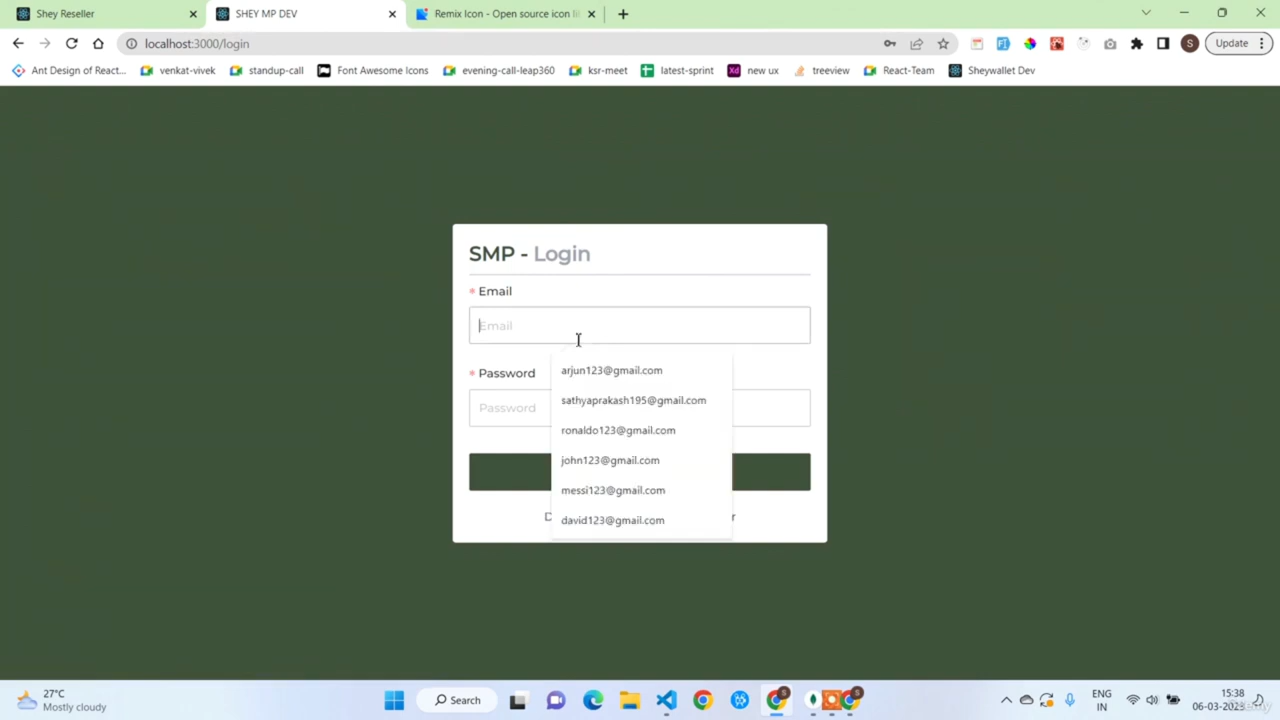 Shey Reseller
SHEY MP DEV
Remix Icon - Open source icon li
localhost:3000/login
S
Update
Ant Design of React...
venkat-vivek
standup-call
Font Awesome Icons
evening-call-leap360
ksr-meet
latest-sprint
Xd
new ux
treeview
React-Team
Sheywallet Dev
SMP - Login
* Email
Email
arjun123@gmail.com
* Password
sathyaprakash195@gmail.com
Password
ronaldo123@gmail.com
john123@gmail.com
messi123@gmail.com
david123@gmail.com
27°C
Mostly cloudy
Search
ENG
IN
15:38
06-03-2023